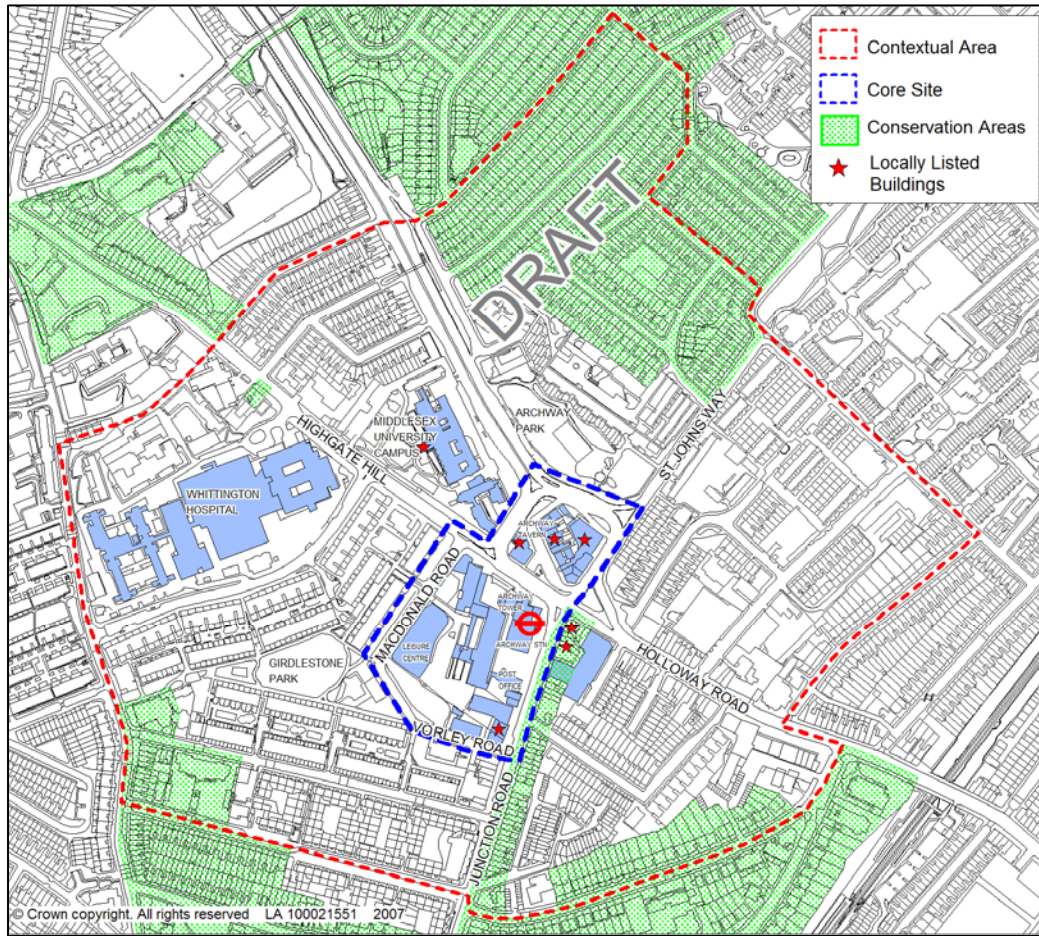 Contextual Area
Core Site
Conservation Areas
Locally Listed
Buildings
DRAFT
ARCHWAY
PARK
ST JOHNS WAY
MIDDLESEX
UNIVERSITY
CAMPUS
HIGHGATE HILL
WHITTINGTON
HOSPITAL
ARCHWAY
TAVERN
MACDONALD ROAD
ARCHWAY
TOWER
ARCHWAY STN
LEISURE
CENTRE
GIRDLESTONE
PARK
POST
OFFICE
HOLLOWAY ROAD
VORLEY ROAD
JUNCTION ROAD
© Crown copyright. All rights reserved LA 100021551 2007